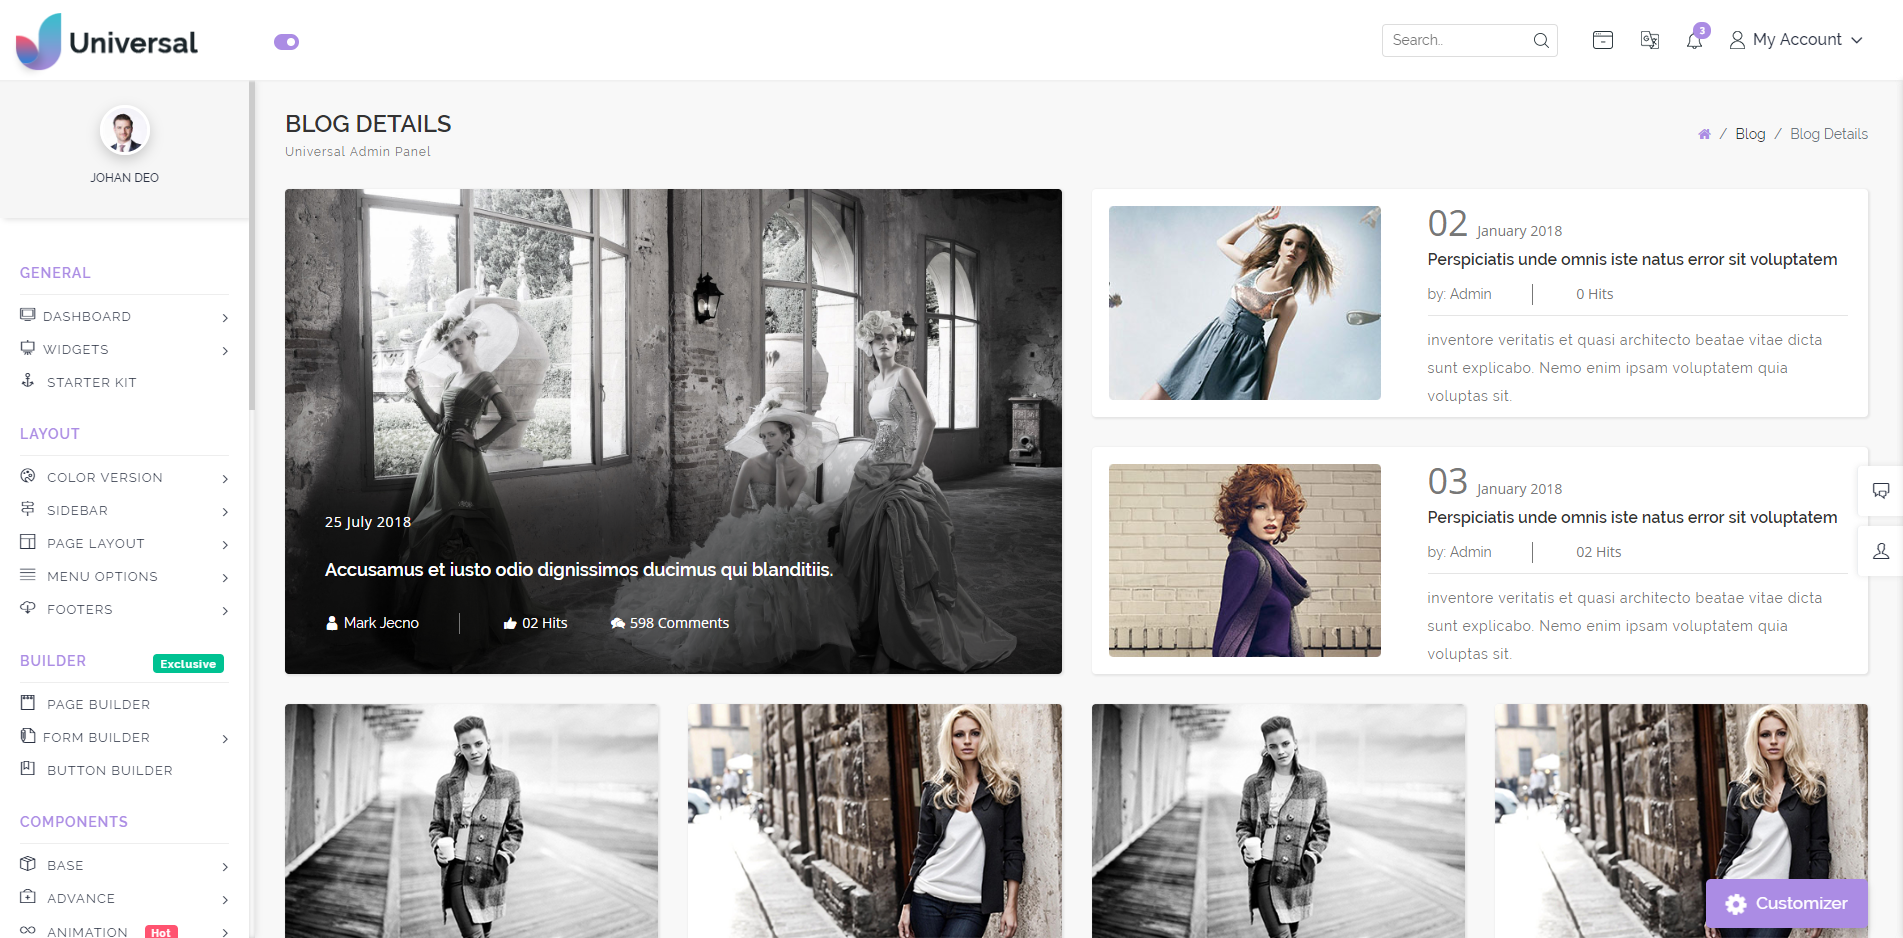 Universal
Search..
3
My Account
JOHAN DEO
GENERAL
DASHBOARD
WIDGETS
STARTER KIT
LAYOUT
COLOR VERSION
SIDEBAR
PAGE LAYOUT
MENU OPTIONS
FOOTERS
BUILDER
Exclusive
PAGE BUILDER
FORM BUILDER
BUTTON BUILDER
COMPONENTS
BASE
ADVANCE
ANIMATION
Hot
BLOG DETAILS
Universal Admin Panel
/ Blog / Blog Details
25 July 2018
Accusamus et iusto odio dignissimos ducimus qui blanditiis.
Mark Jecno
02 Hits
598 Comments
02 January 2018
Perspiciatis unde omnis iste natus error sit voluptatem
by: Admin
0 Hits
inventore veritatis et quasi architecto beatae vitae dicta
sunt explicabo. Nemo enim ipsam voluptatem quia
voluptas sit.
03 January 2018
Perspiciatis unde omnis iste natus error sit voluptatem
by: Admin
02 Hits
inventore veritatis et quasi architecto beatae vitae dicta
sunt explicabo. Nemo enim ipsam voluptatem quia
voluptas sit.
Customizer